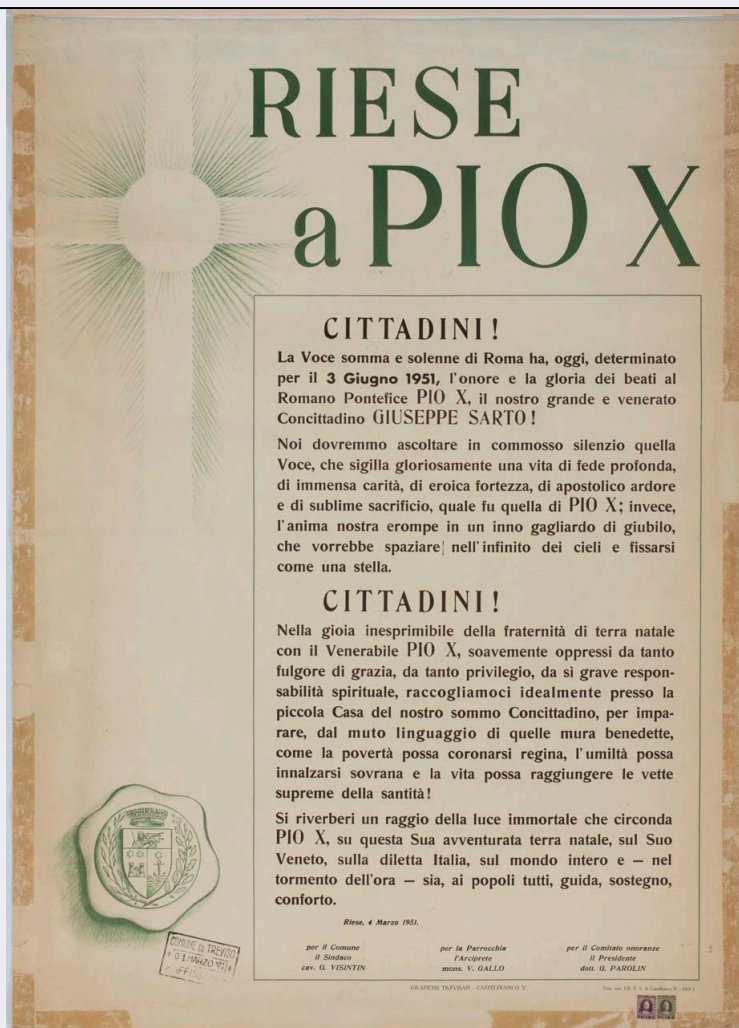 RIESE
a PIO X
CITTADINI!
La Voce somma e solenne di Roma ha, oggi, determinato
per il 3 Giugno 1951, l'onore e la gloria dei beati al
Romano Pontefice PIO X, il nostro grande e venerato
Concittadino GIUSEPPE SARTO!
Noi dovremmo ascoltare in commosso silenzio quella
Voce, che sigilla gloriosamente una vita di fede profonda,
di immensa carità, di eroica fortezza, di apostolico ardore
e di sublime sacrificio, quale fu quella di PIO X; invece,
l'anima nostra erompe in un inno gagliardo di giubilo,
che vorrebbe spaziare nell'infinito dei cieli e fissarsi
come una stella.
CITTADINI!
Nella gioia inesprimibile della fraternità di terra natale
con il Venerabile PIO X, soavemente oppressi da tanto
fulgore di grazia, da tanto privilegio, da sì grave respon-
sabilità spirituale, raccogliamoci idealmente presso la
piccola Casa del nostro sommo Concittadino, per impa-
rare, dal muto linguaggio di quelle mura benedette,
come la povertà possa coronarsi regina, l'umiltà possa
innalzarsi sovrana e la vita possa raggiungere le vette
supreme della santità!
Si riverberi un raggio della luce immortale che circonda
PIO X, su questa Sua avventurata terra natale, sul Suo
Veneto, sulla diletta Italia, sul mondo intero e — nel
tormento dell'ora — sia, ai popoli tutti, guida, sostegno,
conforto.
Riese, 4 Marzo 1951.
per il Comune
il Sindaco
cav. G. VISINTIN
per la Parrocchia
l'Arciprete
mons. V. GALLO
per il Comitato onoranze
il Presidente
dott. G. PAROLIN
COMUNE DI TREVISO
MARZO
GRAFICHE TREVISAN - CASTELFRANCO V.